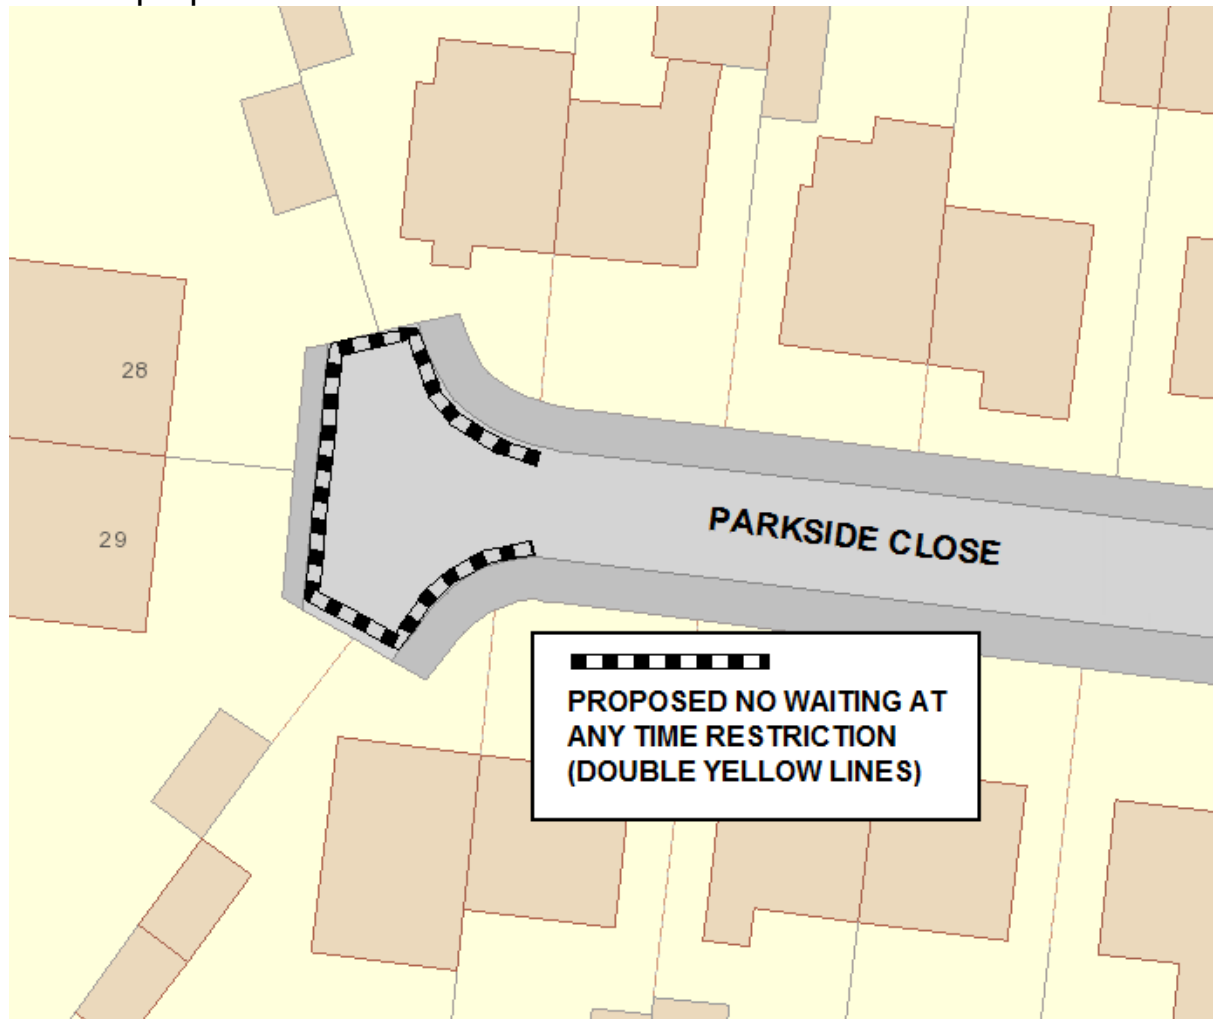 28
PARKSIDE CLOSE
29
PROPOSED NO WAITING AT
ANY TIME RESTRICTION
(DOUBLE YELLOW LINES)